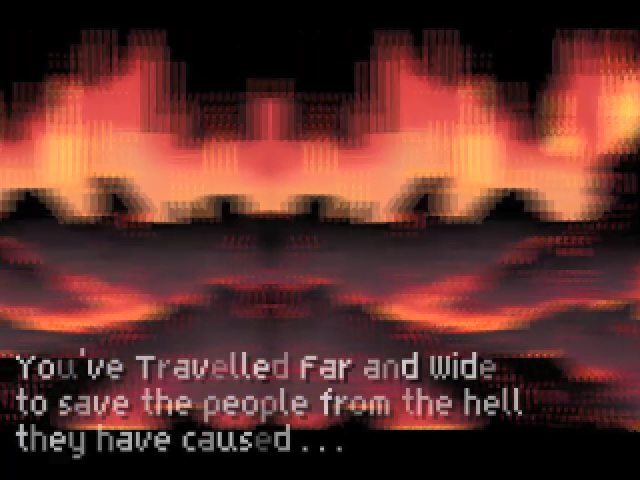 You've Travelled Far and Wide
to save the people from the hell
they have caused...